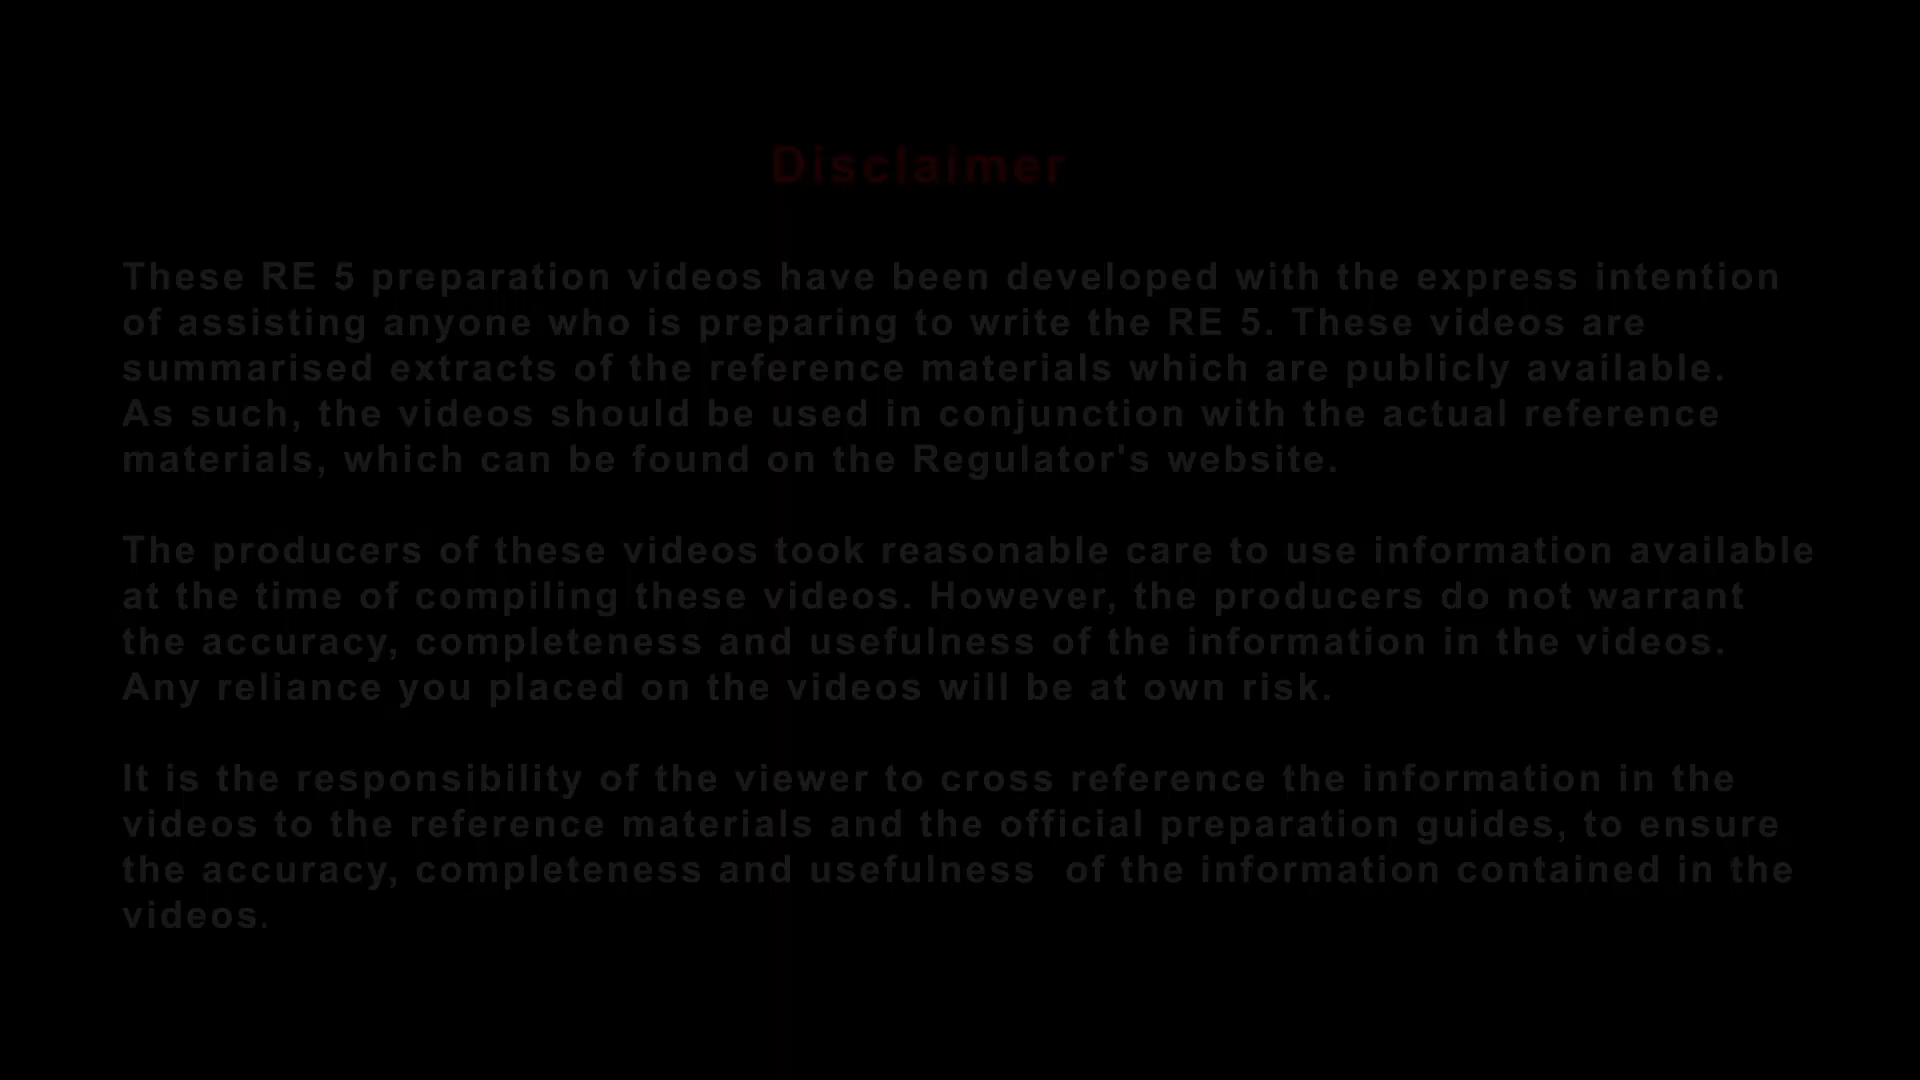 Disclaimer
These RE 5 preparation videos have been developed with the express intention
of assisting anyone who is preparing to write the RE 5. These videos are
summarised extracts of the reference materials which are publicly available.
As such, the videos should be used in conjunction with the actual reference
materials, which can be found on the Regulator's website.
The producers of these videos took reasonable care to use information available
at the time of compiling these videos. However, the producers do not warrant
the accuracy, completeness and usefulness of the information in the videos.
Any reliance you placed on the videos will be at own risk.
It is the responsibility of the viewer to cross reference the information in the
videos to the reference materials and the official preparation guides, to ensure
the accuracy, completeness and usefulness  of the information contained in the
videos.